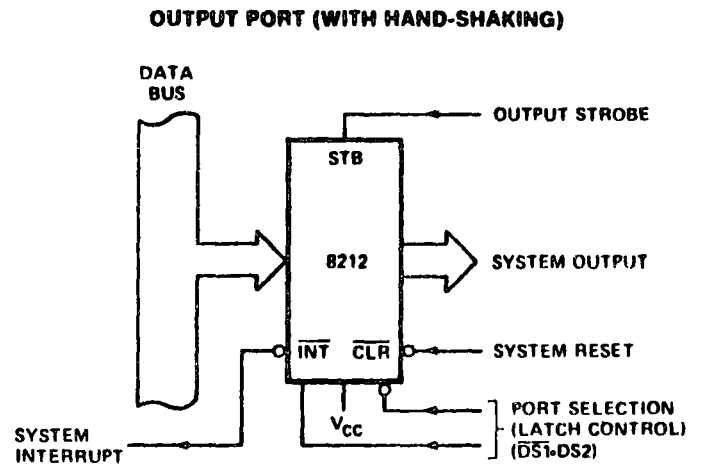 OUTPUT PORT (WITH HAND-SHAKING)
DATA
BUS
OUTPUT STROBE
STB
8212
SYSTEM OUTPUT
INT CLR
SYSTEM RESET
VCC
PORT SELECTION
(LATCH CONTROL)
(DS1•DS2)
SYSTEM
INTERRUPT